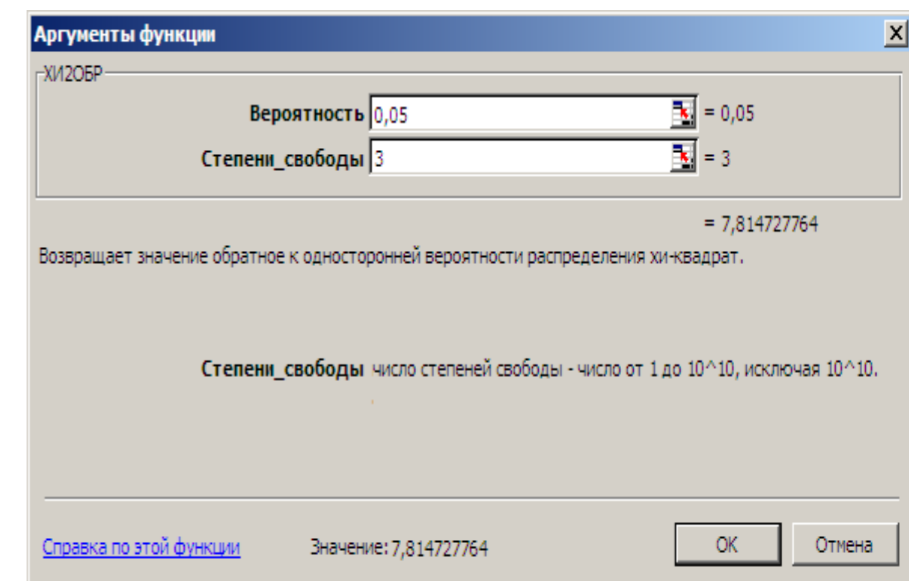 Аргументы функции
ХИ2ОБР
Вероятность 0,05 = 0,05
Степени_свободы 3 = 3
= 7,814727764
Возвращает значение обратное к односторонней вероятности распределения хи-квадрат.
Степени_свободы число степеней свободы - число от 1 до 10^10, исключая 10^10.
Справка по этой функции Значение: 7,814727764 ОК Отмена